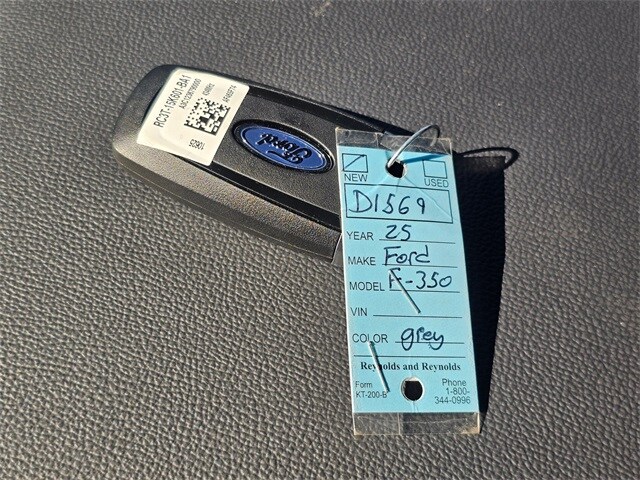 RC3T-15K601-BA1
434MHz
Ford
NEW USED
D1569
YEAR 25
MAKE Ford
MODEL F-350
VIN
COLOR grey
Reynolds and Reynolds
Form
KT-200-B
Phone
1-800-
344-0996